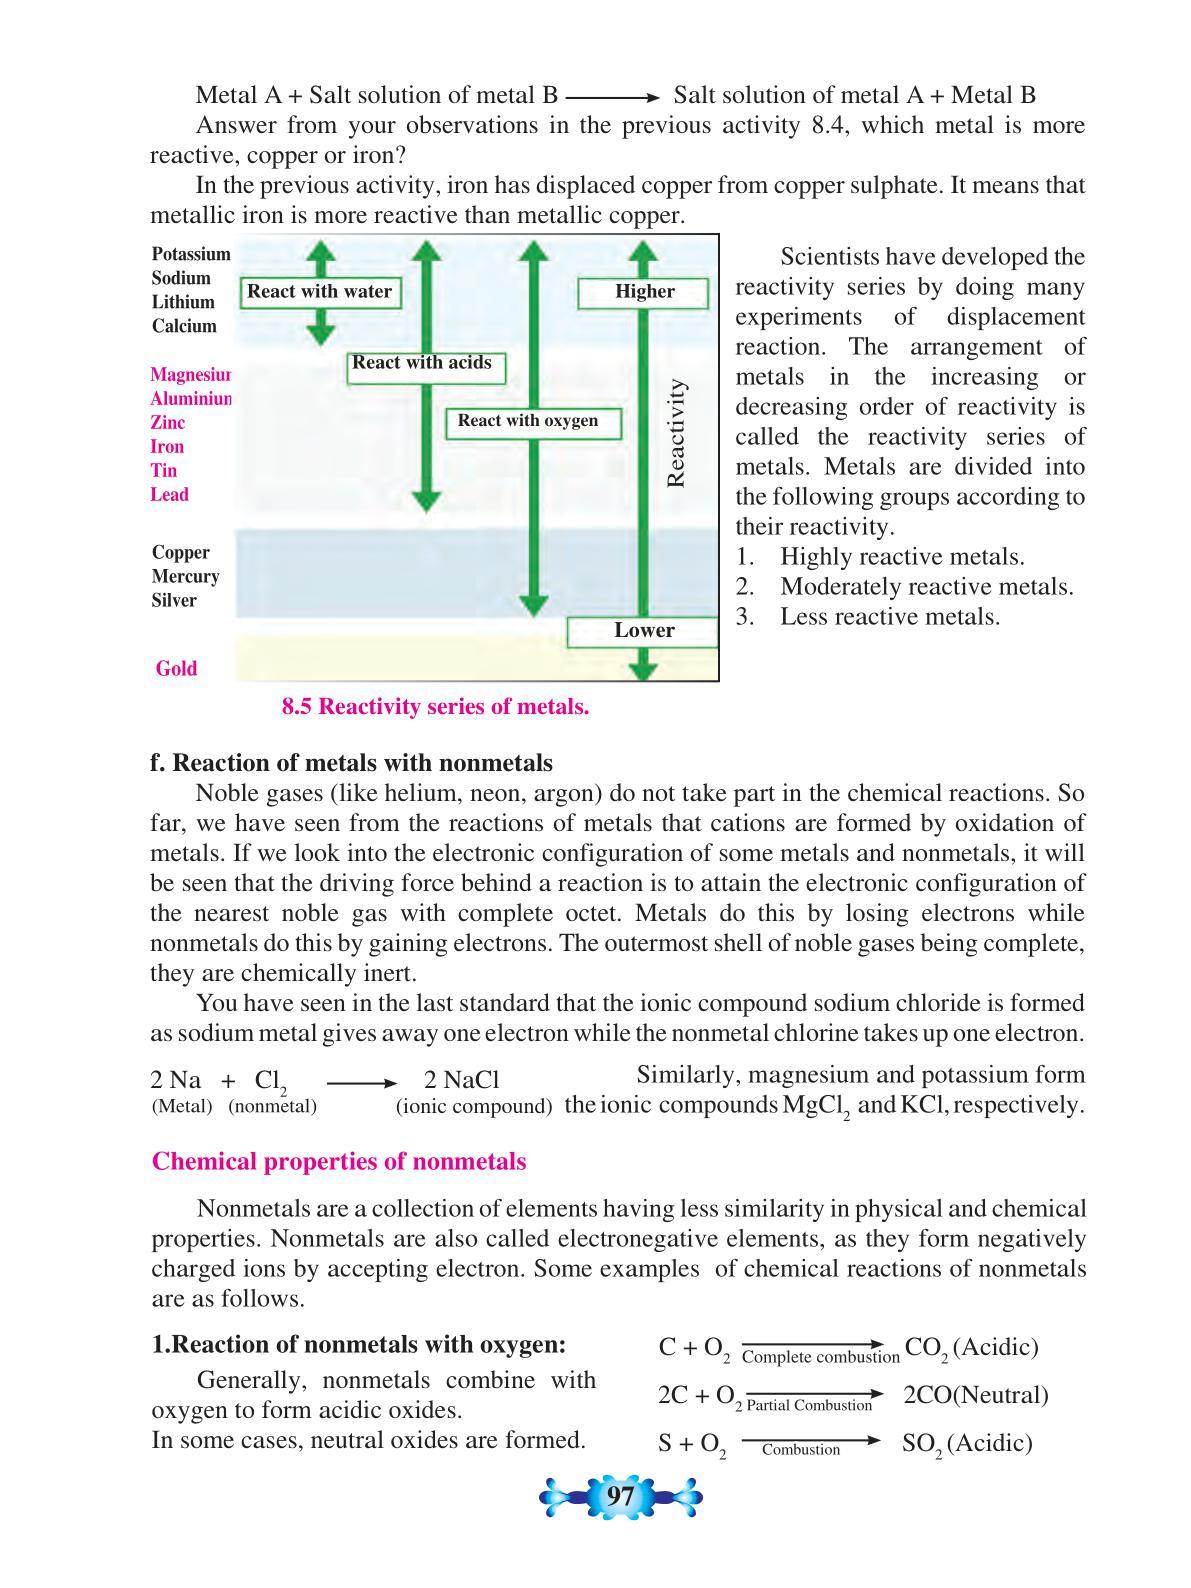 Metal A + Salt solution of metal B ⟶ Salt solution of metal A + Metal B
Answer from your observations in the previous activity 8.4, which metal is more
reactive, copper or iron?
In the previous activity, iron has displaced copper from copper sulphate. It means that
metallic iron is more reactive than metallic copper.
Potassium
Sodium
Lithium
Calcium
Magnesiur
Aluminiun
Zinc
Iron
Tin
Lead
Copper
Mercury
Silver
Gold
React with water
React with acids
React with oxygen
Higher
Reactivity
Lower
8.5 Reactivity series of metals.
Scientists have developed the
reactivity series by doing many
experiments of displacement
reaction. The arrangement of
metals in the increasing or
decreasing order of reactivity is
called the reactivity series of
metals. Metals are divided into
the following groups according to
their reactivity.
1. Highly reactive metals.
2. Moderately reactive metals.
3. Less reactive metals.
f. Reaction of metals with nonmetals
Noble gases (like helium, neon, argon) do not take part in the chemical reactions. So
far, we have seen from the reactions of metals that cations are formed by oxidation of
metals. If we look into the electronic configuration of some metals and nonmetals, it will
be seen that the driving force behind a reaction is to attain the electronic configuration of
the nearest noble gas with complete octet. Metals do this by losing electrons while
nonmetals do this by gaining electrons. The outermost shell of noble gases being complete,
they are chemically inert.
You have seen in the last standard that the ionic compound sodium chloride is formed
as sodium metal gives away one electron while the nonmetal chlorine takes up one electron.
2 Na + Cl₂ ⟶ 2 NaCl
(Metal) (nonmetal) (ionic compound)
Similarly, magnesium and potassium form
the ionic compounds MgCl₂ and KCl, respectively.
Chemical properties of nonmetals
Nonmetals are a collection of elements having less similarity in physical and chemical
properties. Nonmetals are also called electronegative elements, as they form negatively
charged ions by accepting electron. Some examples of chemical reactions of nonmetals
are as follows.
1.Reaction of nonmetals with oxygen:
Generally, nonmetals combine with
oxygen to form acidic oxides.
In some cases, neutral oxides are formed.
C + O₂ ⟶ CO₂ (Acidic)
Complete combustion
2C + O₂ ⟶ 2CO(Neutral)
Partial Combustion
S + O₂ ⟶ SO₂ (Acidic)
Combustion
97